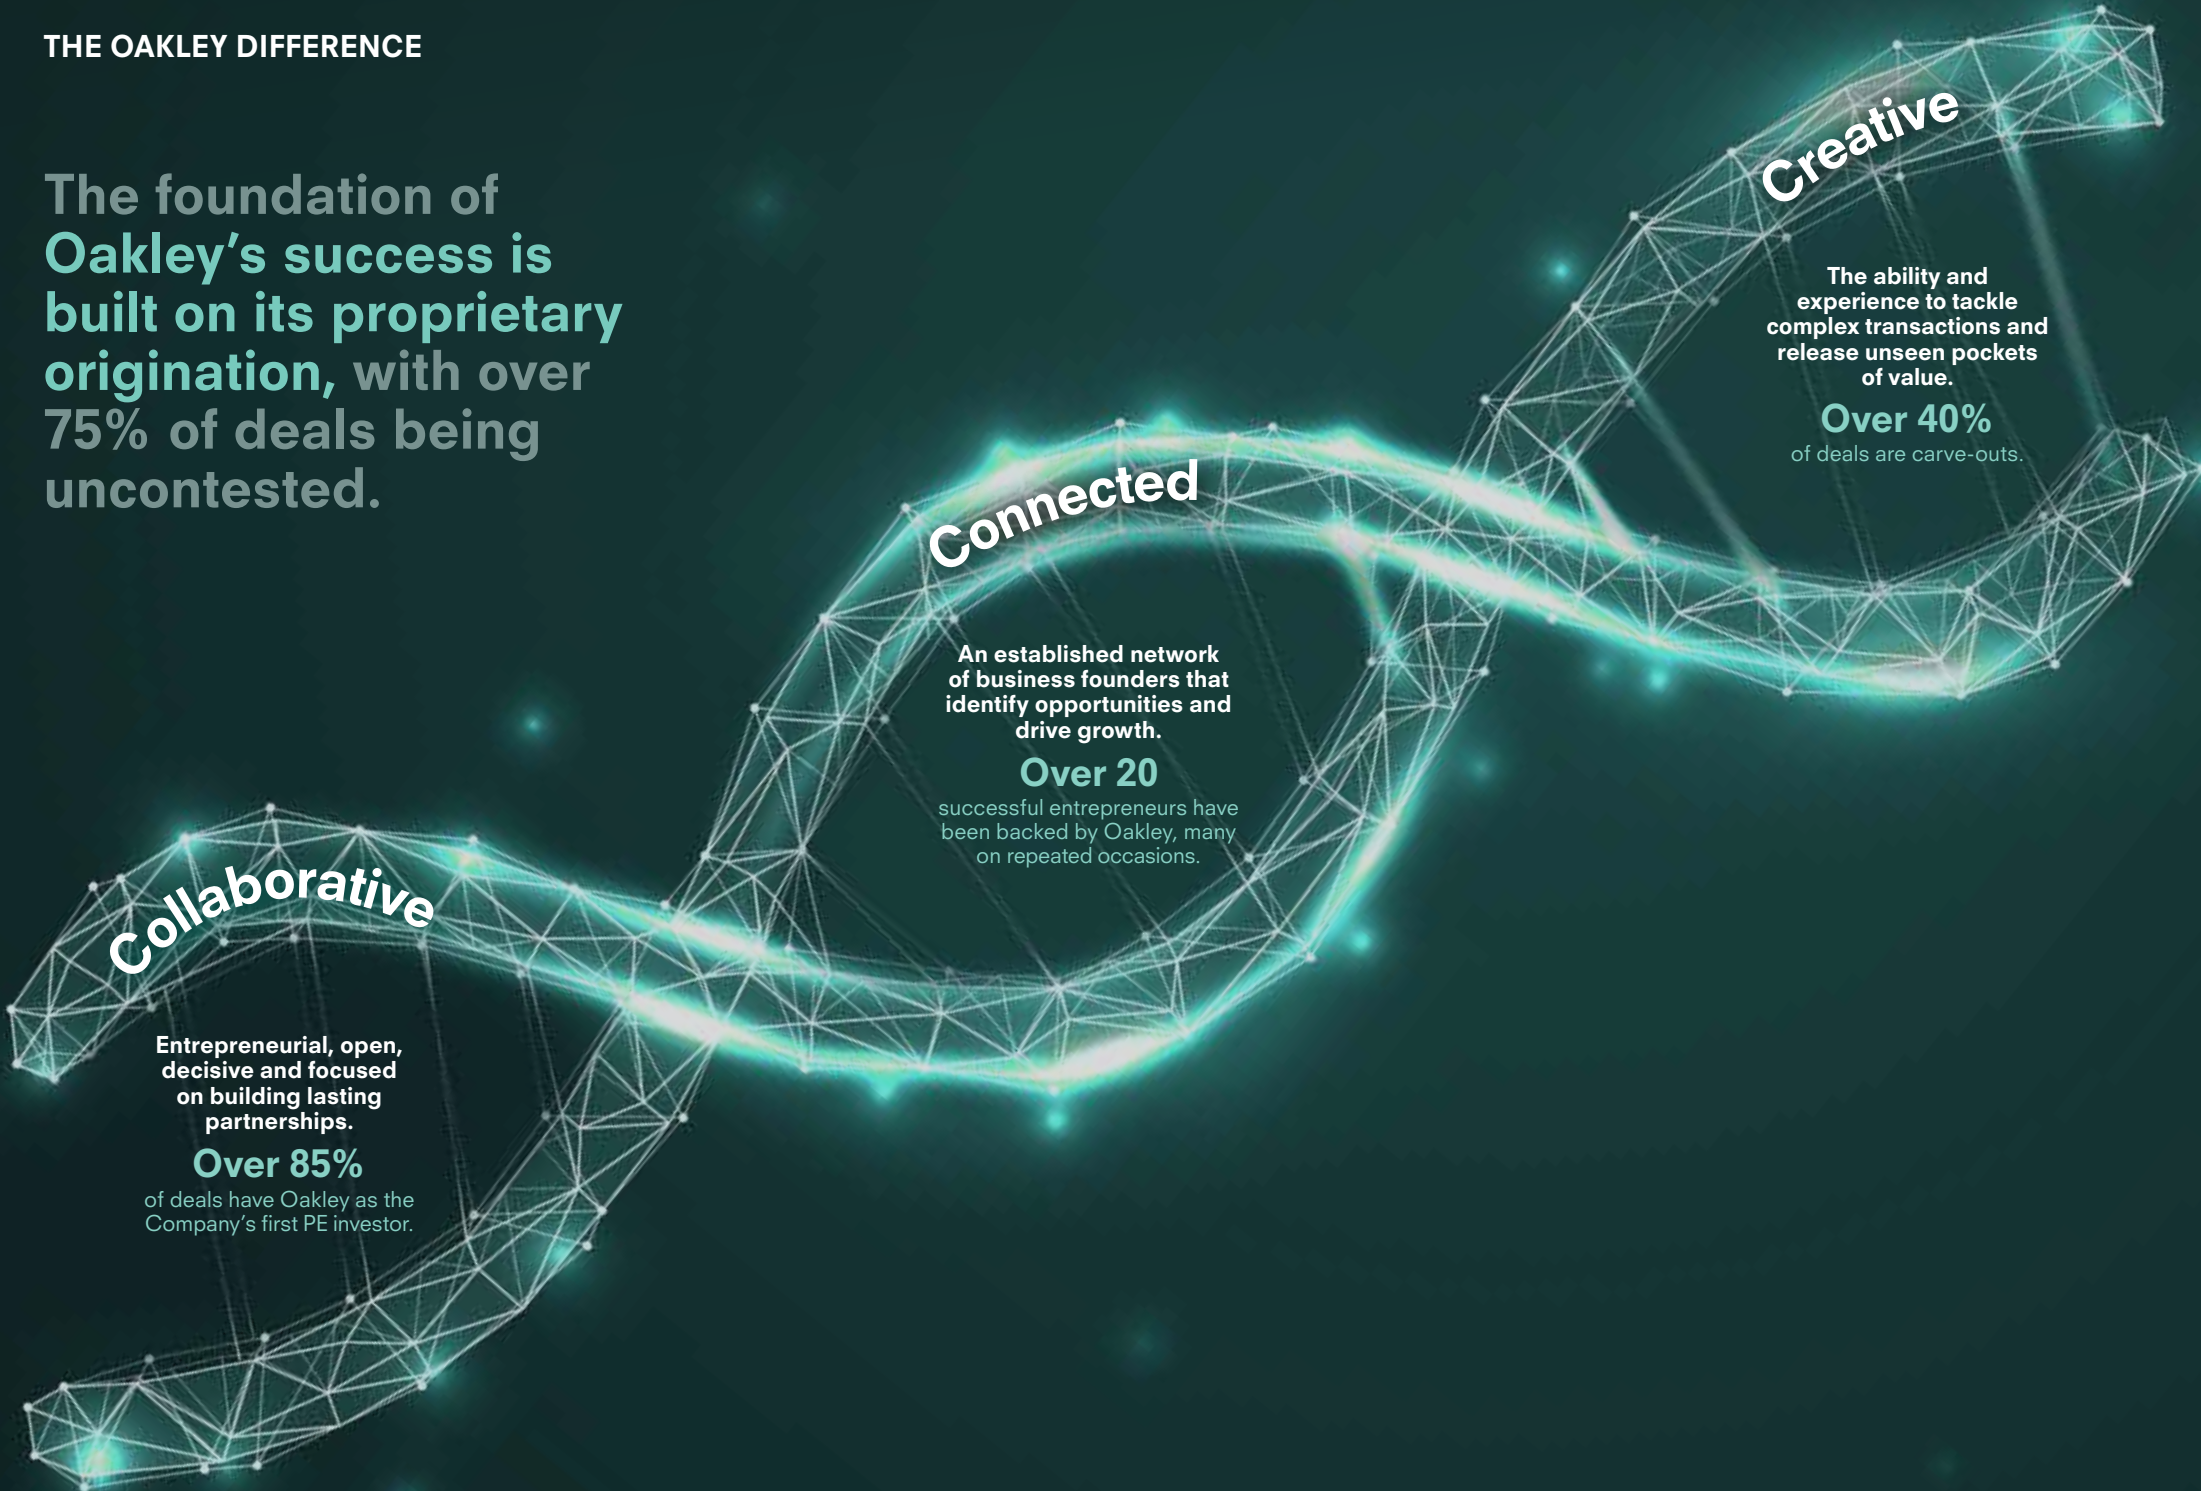 THE OAKLEY DIFFERENCE
The foundation of
Oakley’s success is
built on its proprietary
origination, with over
75% of deals being
uncontested.
Creative
The ability and
experience to tackle
complex transactions and
release unseen pockets
of value.
Over 40%
of deals are carve-outs.
Connected
An established network
of business founders that
identify opportunities and
drive growth.
Over 20
successful entrepreneurs have
been backed by Oakley, many
on repeated occasions.
Collaborative
Entrepreneurial, open,
decisive and focused
on building lasting
partnerships.
Over 85%
of deals have Oakley as the
Company’s first PE investor.